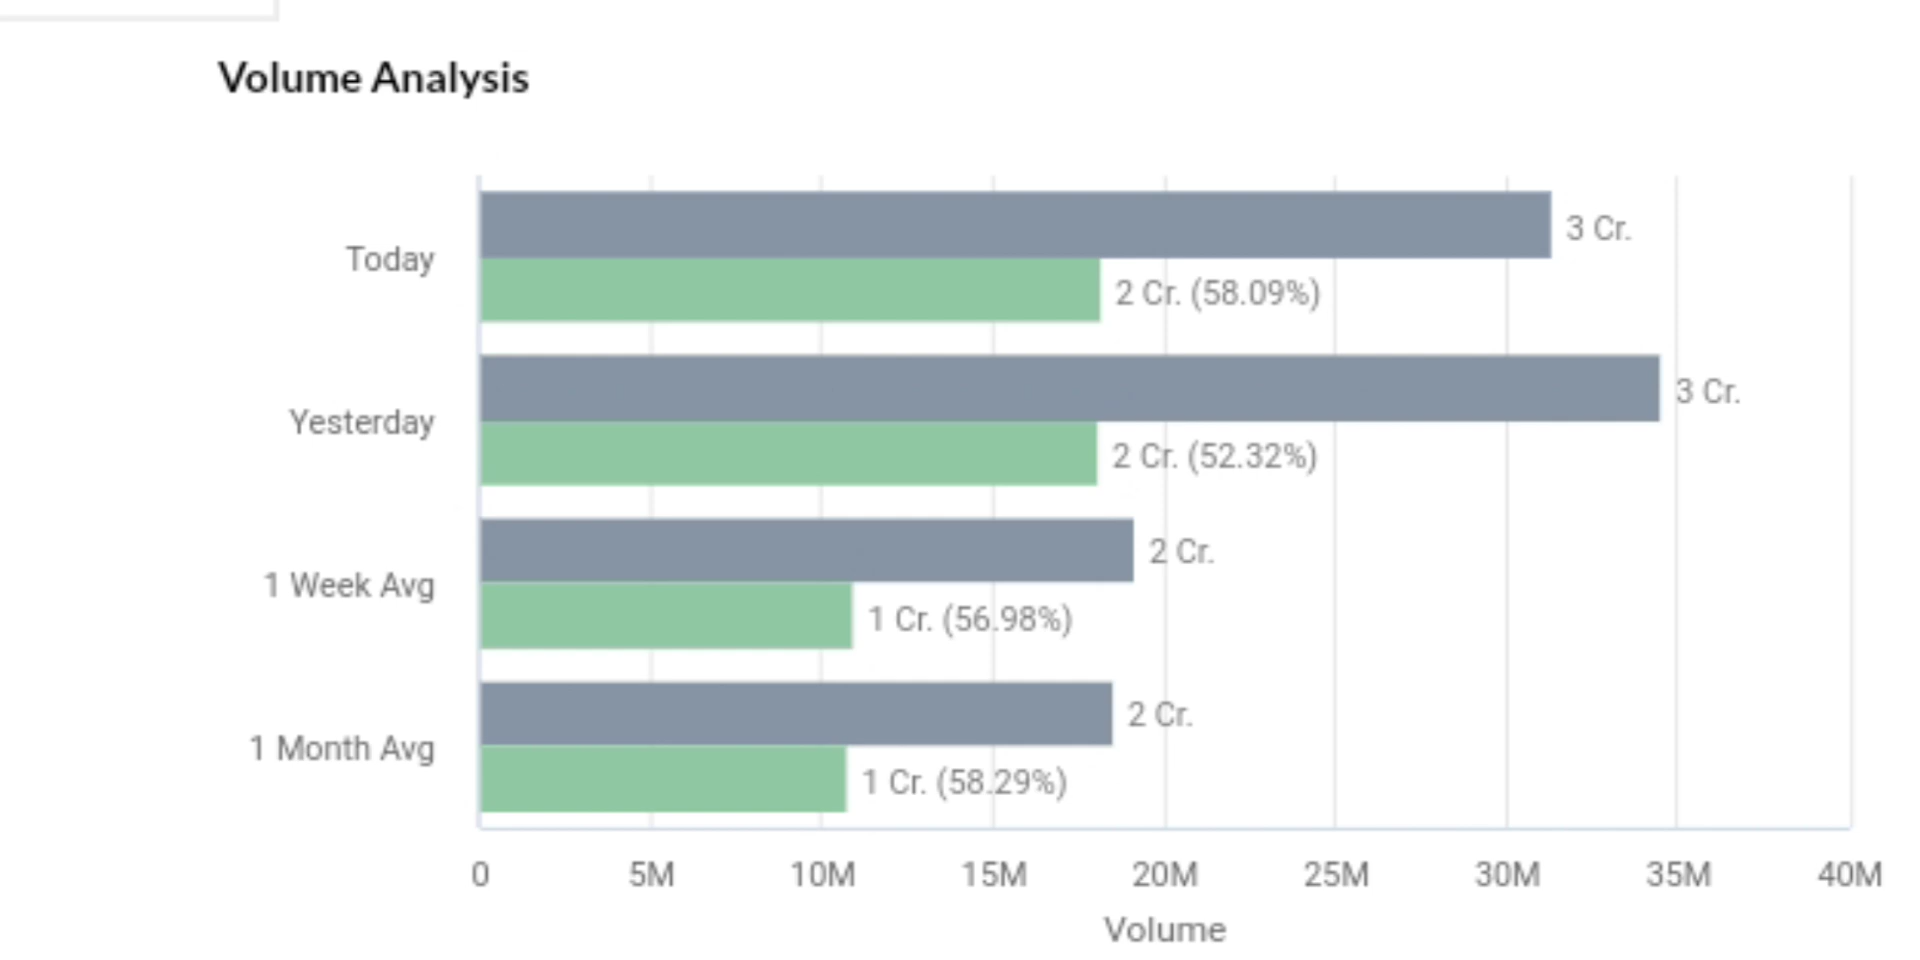 Volume Analysis
Today
3 Cr.
2 Cr. (58.09%)
Yesterday
3 Cr.
2 Cr. (52.32%)
1 Week Avg
2 Cr.
1 Cr. (56.98%)
1 Month Avg
2 Cr.
1 Cr. (58.29%)
0 5M 10M 15M 20M 25M 30M 35M 40M
Volume